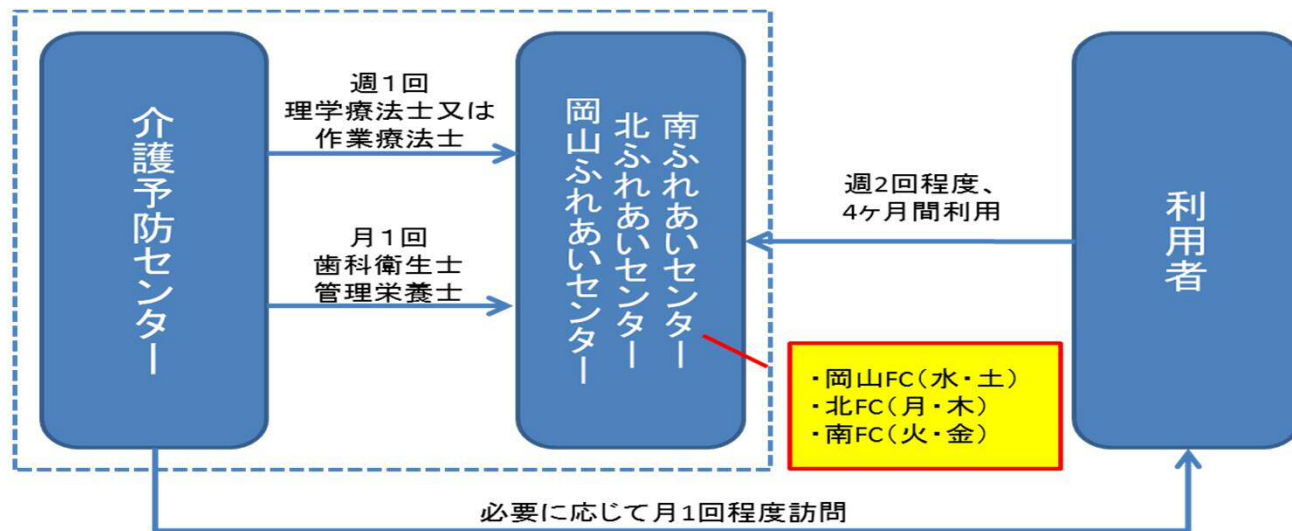 介護予防センター
週1回
理学療法士又は
作業療法士
月1回
歯科衛生士
管理栄養士
南ふれあいセンター
北ふれあいセンター
岡山ふれあいセンター
週2回程度、
4ヶ月間利用
利用者
・岡山FC(水・土)
・北FC(月・木)
・南FC(火・金)
必要に応じて月1回程度訪問